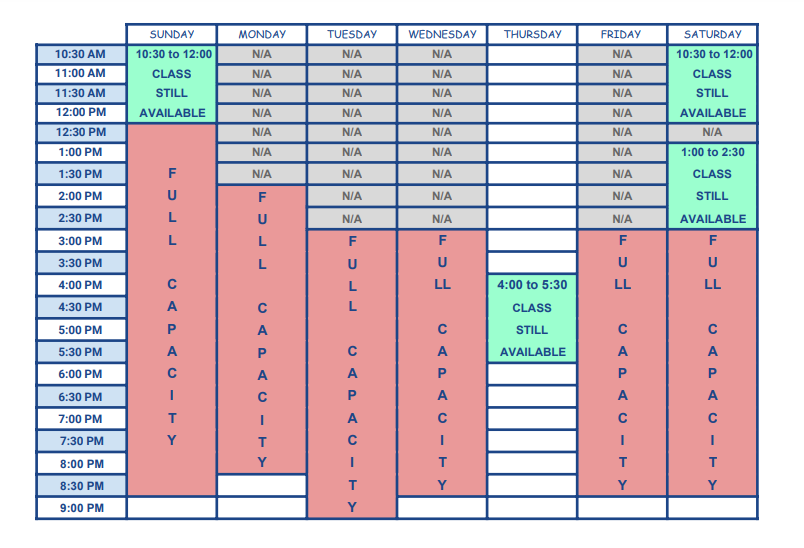 SUNDAY MONDAY TUESDAY WEDNESDAY THURSDAY FRIDAY SATURDAY
10:30 AM 10:30 to 12:00 N/A N/A N/A N/A 10:30 to 12:00
11:00 AM CLASS N/A N/A N/A N/A CLASS
11:30 AM STILL N/A N/A N/A N/A STILL
12:00 PM AVAILABLE N/A N/A N/A N/A AVAILABLE
12:30 PM N/A N/A N/A N/A N/A
1:00 PM N/A N/A N/A N/A 1:00 to 2:30
1:30 PM F N/A N/A N/A N/A CLASS
2:00 PM U F N/A N/A N/A STILL
2:30 PM L U N/A N/A N/A AVAILABLE
3:00 PM L L F F F F
3:30 PM L U U U U
4:00 PM C L LL 4:00 to 5:30 LL LL
4:30 PM A C L CLASS
5:00 PM P A C STILL C C
5:30 PM A P C A AVAILABLE A A
6:00 PM C A A P P P
6:30 PM I C P A A A
7:00 PM T I A C C C
7:30 PM Y T C I I I
8:00 PM Y I T T T
8:30 PM T Y Y Y
9:00 PM Y